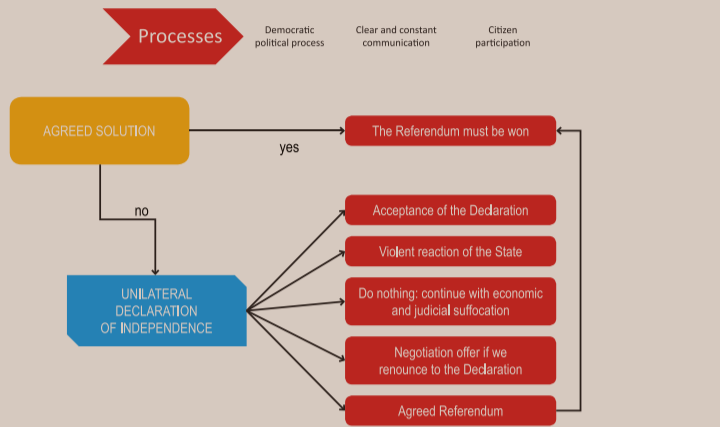 Processes
Democratic
political process
Clear and constant
communication
Citizen
participation
AGREED SOLUTION
yes
The Referendum must be won
no
Acceptance of the Declaration
Violent reaction of the State
UNILATERAL
DECLARATION
OF INDEPENDENCE
Do nothing: continue with economic
and judicial suffocation
Negotiation offer if we
renounce to the Declaration
Agreed Referendum